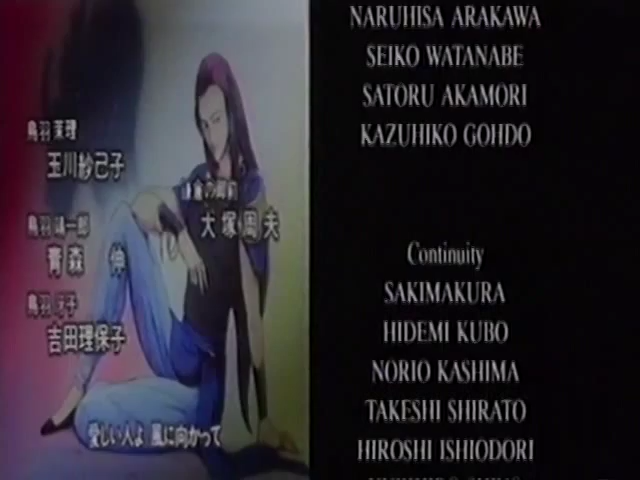 鳥羽 茉理
玉川紗己子
鎌倉の御前
大塚周夫
鳥羽靖一郎
青森 伸
鳥羽 子
吉田理保子
愛しい人よ 風に向かって
NARUHISA ARAKAWA
SEIKO WATANABE
SATORU AKAMORI
KAZUHIKO GOHDO
Continuity
SAKIMAKURA
HIDEMI KUBO
NORIO KASHIMA
TAKESHI SHIRATO
HIROSHI ISHIODORI